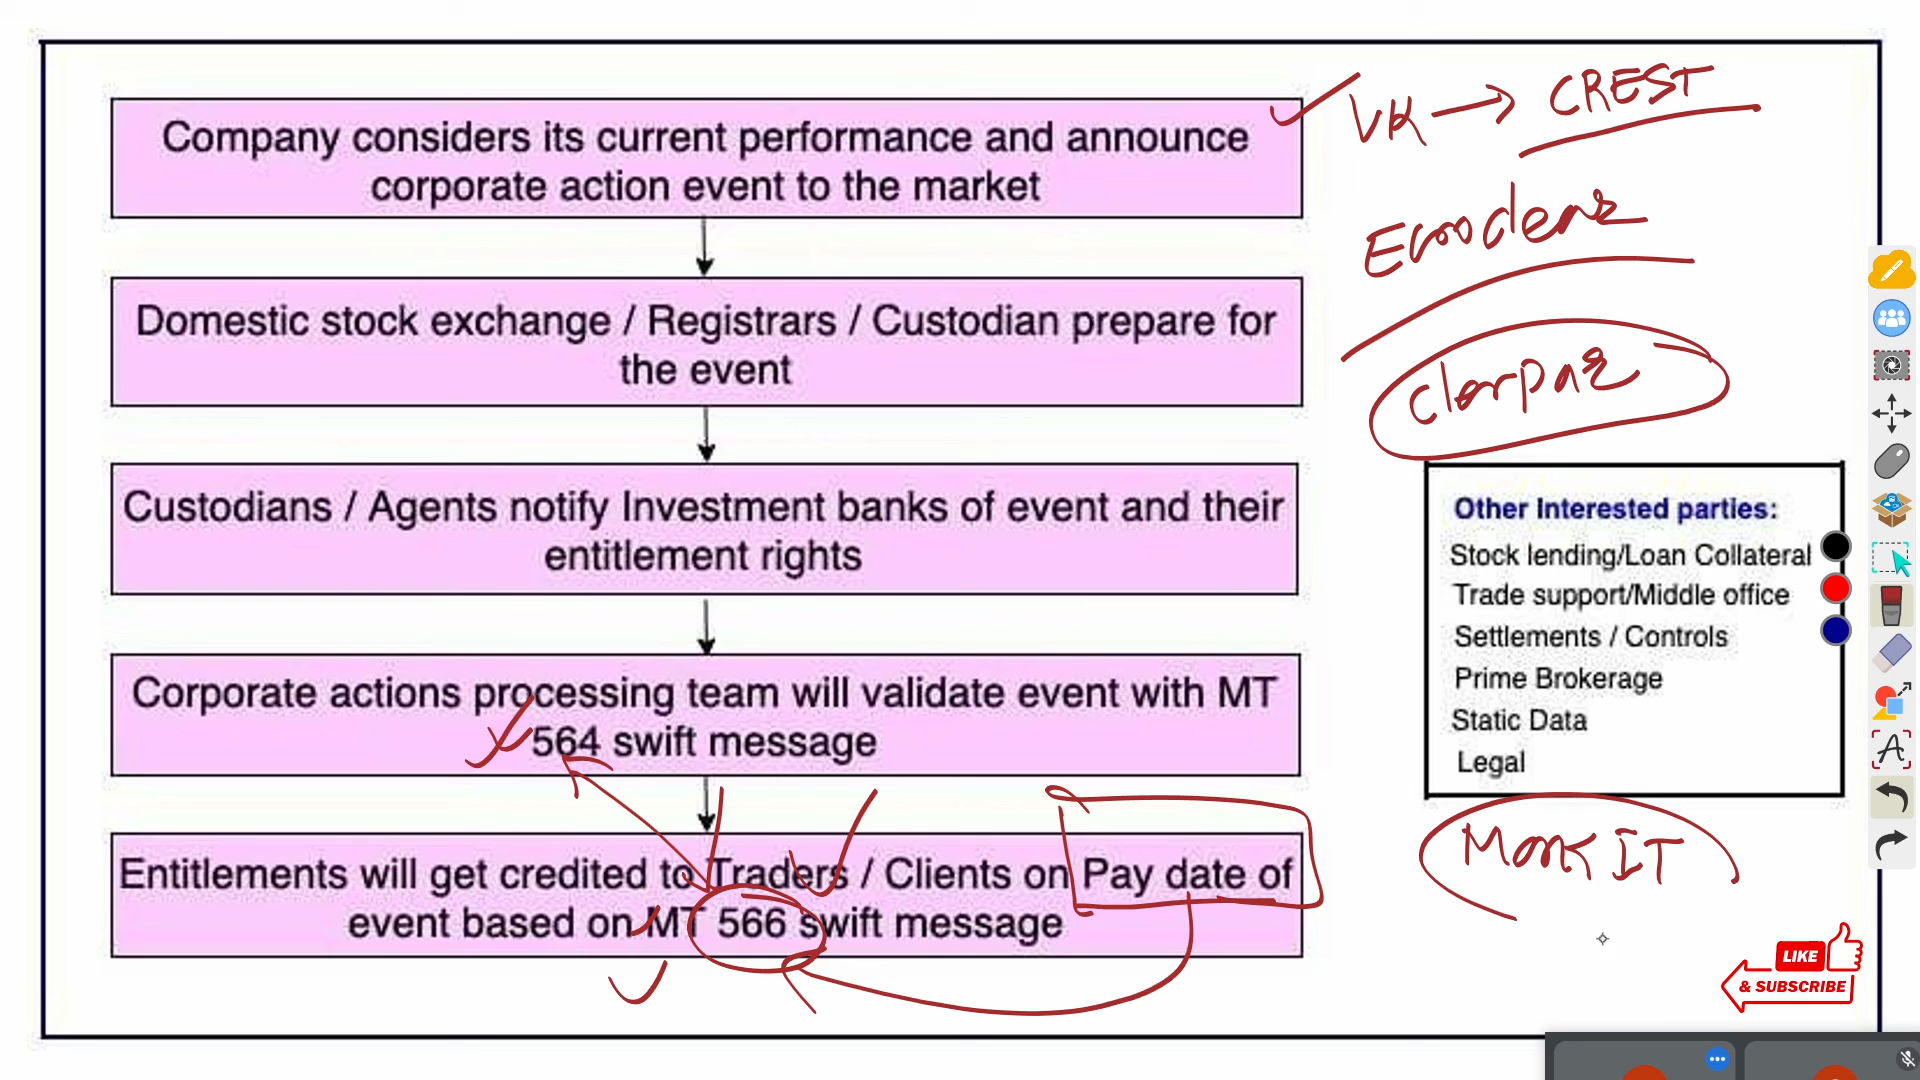 Company considers its current performance and announce
corporate action event to the market
Domestic stock exchange / Registrars / Custodian prepare for
the event
Custodians / Agents notify Investment banks of event and their
entitlement rights
Corporate actions processing team will validate event with MT
564 swift message
Entitlements will get credited to Traders / Clients on Pay date of
event based on MT 566 swift message
UK → CREST
Other Interested parties:
Stock lending/Loan Collateral
Trade support/Middle office
Settlements / Controls
Prime Brokerage
Static Data
Legal
Mark IT
LIKE
& SUBSCRIBE